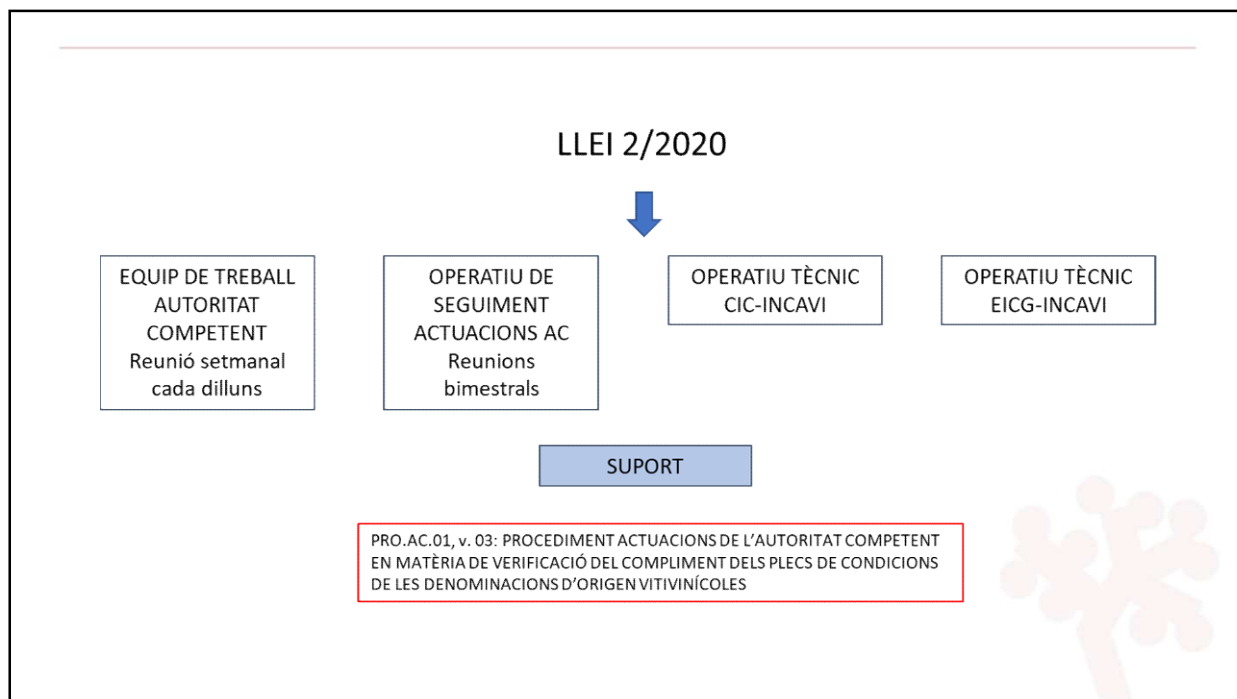 LLEI 2/2020
EQUIP DE TREBALL
AUTORITAT
COMPETENT
Reunió setmanal
cada dilluns
OPERATIU DE
SEGUIMENT
ACTUACIONS AC
Reunions
bimestrals
OPERATIU TÈCNIC
CIC-INCAVI
OPERATIU TÈCNIC
EICG-INCAVI
SUPORT
PRO.AC.01, v. 03: PROCEDIMENT ACTUACIONS DE L’AUTORITAT COMPETENT
EN MATÈRIA DE VERIFICACIÓ DEL COMPLIMENT DELS PLECS DE CONDICIONS
DE LES DENOMINACIONS D’ORIGEN VITIVINÍCOLES